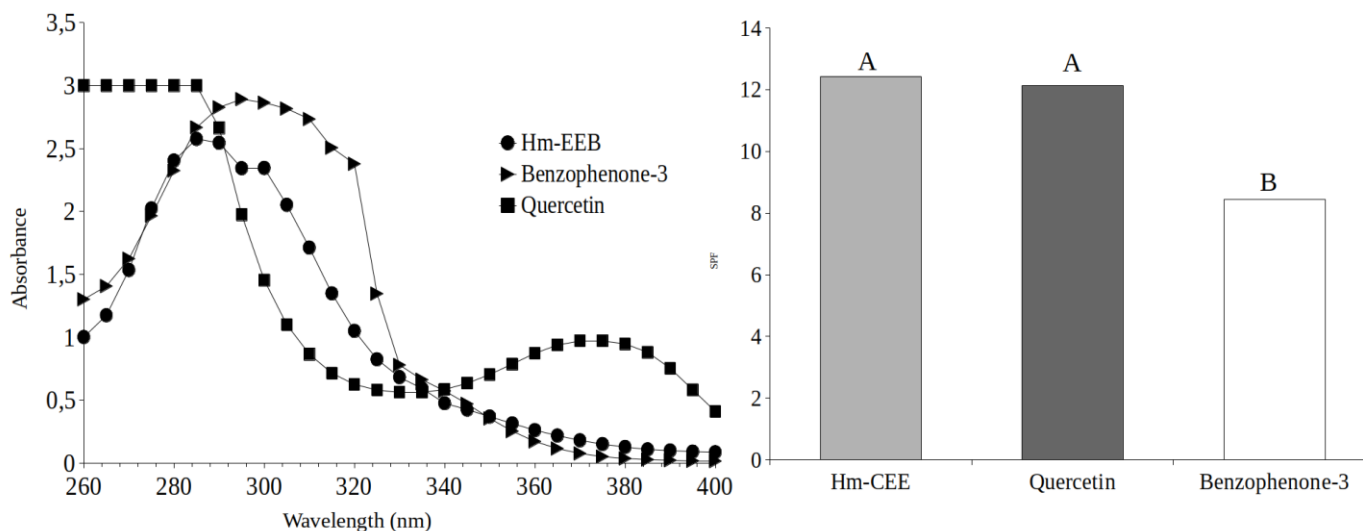 3,5
3
2,5
2
1,5
1
0,5
0
260
280
300
320
340
360
380
400
Absorbance
Wavelength (nm)
Hm-EEB
Benzophenone-3
Quercetin
14
12
10
8
6
4
2
0
SPF
A
A
B
Hm-CEE
Quercetin
Benzophenone-3